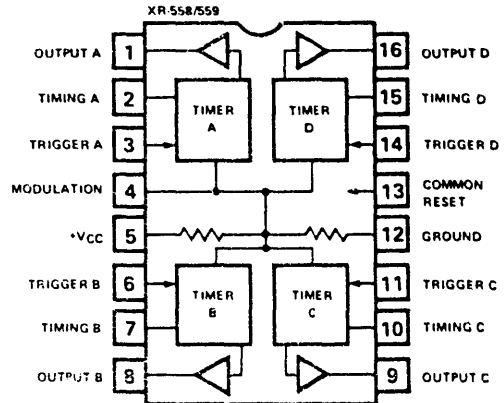 XR-558/559
OUTPUT A 1
16 OUTPUT D
TIMING A 2
15 TIMING D
TIMER A
TIMER D
TRIGGER A 3
14 TRIGGER D
MODULATION 4
13 COMMON RESET
+VCC 5
12 GROUND
TRIGGER B 6
11 TRIGGER C
TIMER B
TIMER C
TIMING B 7
10 TIMING C
OUTPUT B 8
9 OUTPUT C